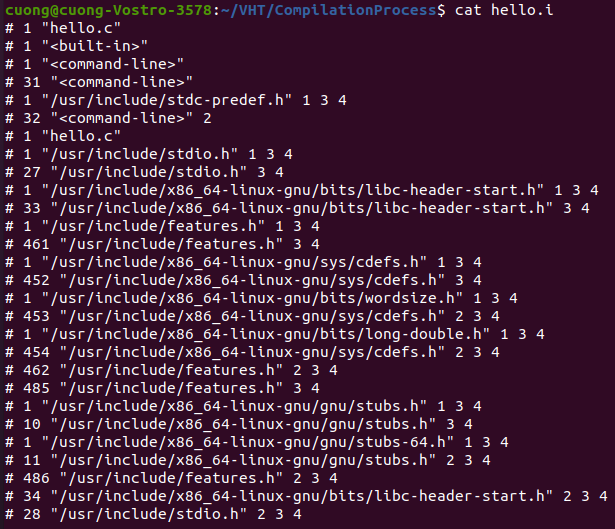 cuong@cuong-Vostro-3578:~/VHT/CompilationProcess$ cat hello.i
# 1 "hello.c"
# 1 "<built-in>"
# 1 "<command-line>"
# 31 "<command-line>"
# 1 "/usr/include/stdc-predef.h" 1 3 4
# 32 "<command-line>" 2
# 1 "hello.c"
# 1 "/usr/include/stdio.h" 1 3 4
# 27 "/usr/include/stdio.h" 3 4
# 1 "/usr/include/x86_64-linux-gnu/bits/libc-header-start.h" 1 3 4
# 33 "/usr/include/x86_64-linux-gnu/bits/libc-header-start.h" 3 4
# 1 "/usr/include/features.h" 1 3 4
# 461 "/usr/include/features.h" 3 4
# 1 "/usr/include/x86_64-linux-gnu/sys/cdefs.h" 1 3 4
# 452 "/usr/include/x86_64-linux-gnu/sys/cdefs.h" 3 4
# 1 "/usr/include/x86_64-linux-gnu/bits/wordsize.h" 1 3 4
# 453 "/usr/include/x86_64-linux-gnu/sys/cdefs.h" 2 3 4
# 1 "/usr/include/x86_64-linux-gnu/bits/long-double.h" 1 3 4
# 454 "/usr/include/x86_64-linux-gnu/sys/cdefs.h" 2 3 4
# 462 "/usr/include/features.h" 2 3 4
# 485 "/usr/include/features.h" 3 4
# 1 "/usr/include/x86_64-linux-gnu/gnu/stubs.h" 1 3 4
# 10 "/usr/include/x86_64-linux-gnu/gnu/stubs.h" 3 4
# 1 "/usr/include/x86_64-linux-gnu/gnu/stubs-64.h" 1 3 4
# 11 "/usr/include/x86_64-linux-gnu/gnu/stubs.h" 2 3 4
# 486 "/usr/include/features.h" 2 3 4
# 34 "/usr/include/x86_64-linux-gnu/bits/libc-header-start.h" 2 3 4
# 28 "/usr/include/stdio.h" 2 3 4